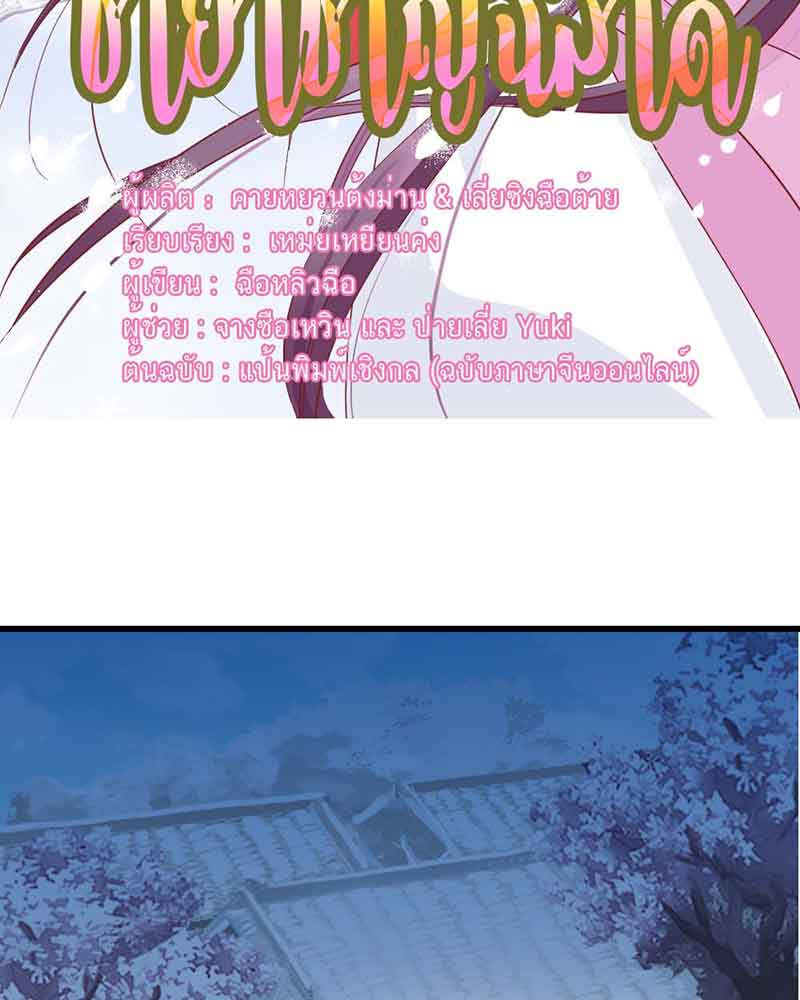 ผู้ผลิต : คายหยวนต้งม่าน & เลี่ยซิงฉือต้าย
เรียบเรียง : เหม่ยเหยียนค่ง
ผู้เขียน : ฉือหลิวฉือ
ผู้ช่วย : จางซือเหวิน และ ป่ายเลี่ย Yuki
ต้นฉบับ : แป้นพิมพ์เชิงกล (ฉบับภาษาจีนออนไลน์)